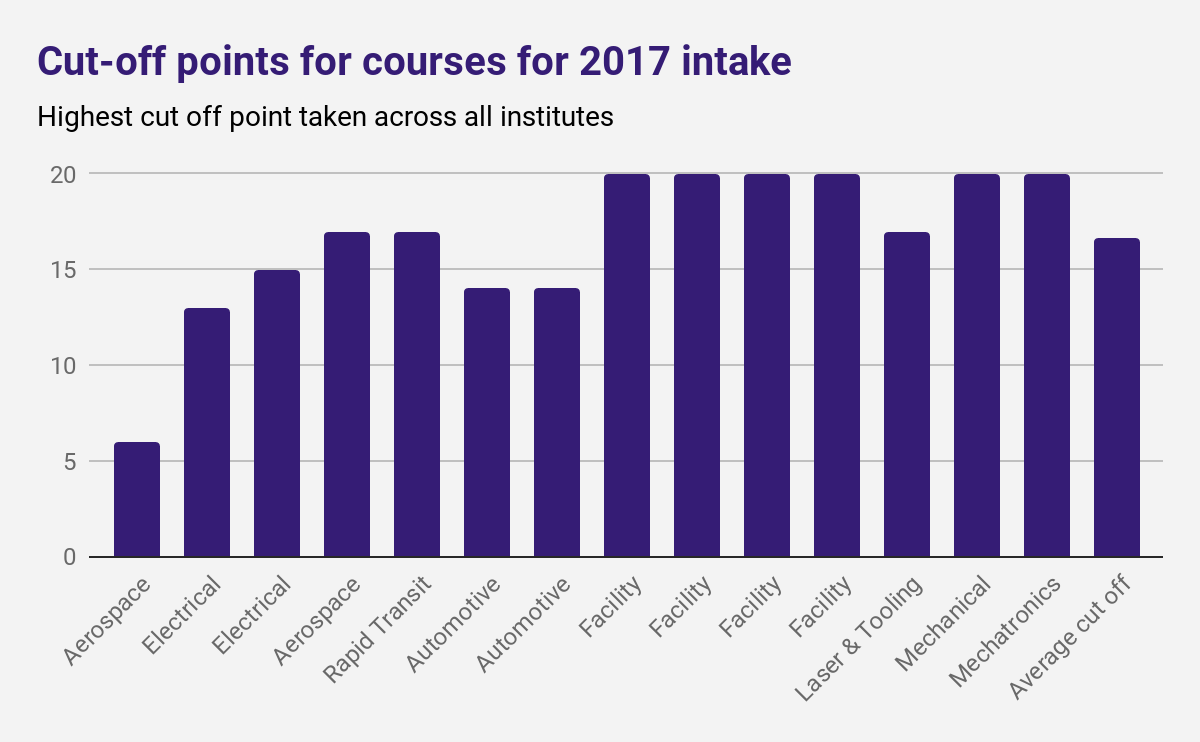 Cut-off points for courses for 2017 intake
Highest cut off point taken across all institutes
20
15
10
5
0
Aerospace
Electrical
Electrical
Aerospace
Rapid Transit
Automotive
Automotive
Facility
Facility
Facility
Facility
Laser & Tooling
Mechanical
Mechatronics
Average cut off